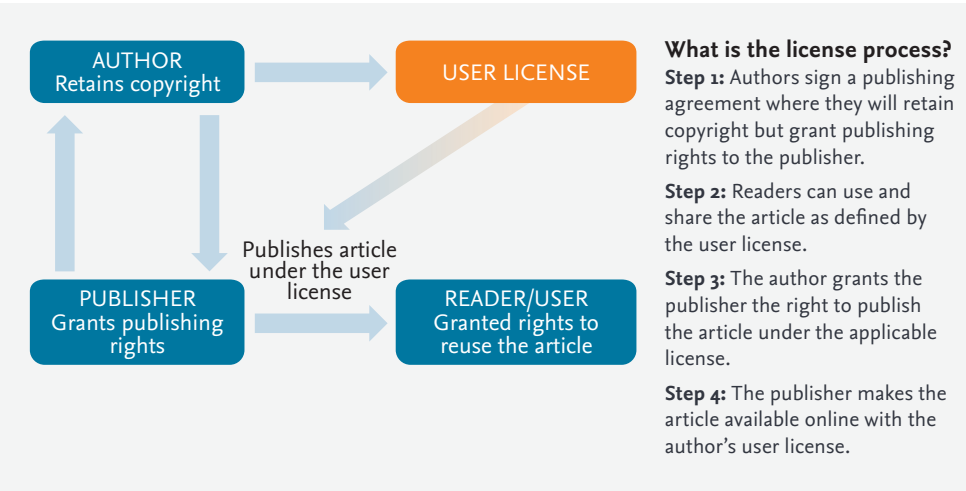 AUTHOR
Retains copyright
USER LICENSE
Publishes article
under the user
license
PUBLISHER
Grants publishing
rights
READER/USER
Granted rights to
reuse the article
What is the license process?
Step 1: Authors sign a publishing
agreement where they will retain
copyright but grant publishing
rights to the publisher.
Step 2: Readers can use and
share the article as defined by
the user license.
Step 3: The author grants the
publisher the right to publish
the article under the applicable
license.
Step 4: The publisher makes the
article available online with the
author’s user license.